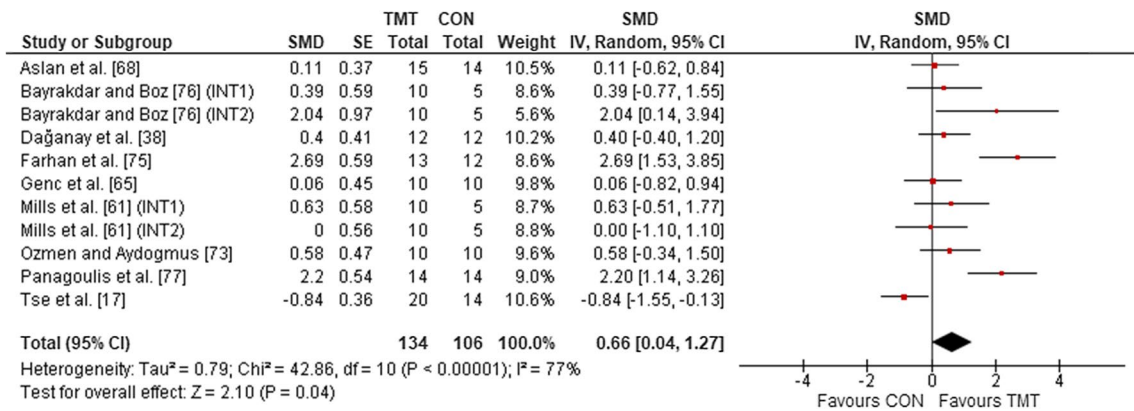 TMT CON SMD SMD
Study or Subgroup SMD SE Total Total Weight IV, Random, 95% CI IV, Random, 95% CI
Aslan et al. [68] 0.11 0.37 15 14 10.5% 0.11 [-0.62, 0.84]
Bayrakdar and Boz [76] (INT1) 0.39 0.59 10 5 8.6% 0.39 [-0.77, 1.55]
Bayrakdar and Boz [76] (INT2) 2.04 0.97 10 5 5.6% 2.04 [0.14, 3.94]
Dağanay et al. [38] 0.4 0.41 12 12 10.2% 0.40 [-0.40, 1.20]
Farhan et al. [75] 2.69 0.59 13 12 8.6% 2.69 [1.53, 3.85]
Genc et al. [65] 0.06 0.45 10 10 9.8% 0.06 [-0.82, 0.94]
Mills et al. [61] (INT1) 0.63 0.58 10 5 8.7% 0.63 [-0.51, 1.77]
Mills et al. [61] (INT2) 0 0.56 10 5 8.8% 0.00 [-1.10, 1.10]
Ozmen and Aydogmus [73] 0.58 0.47 10 10 9.6% 0.58 [-0.34, 1.50]
Panagoulis et al. [77] 2.2 0.54 14 14 9.0% 2.20 [1.14, 3.26]
Tse et al. [17] -0.84 0.36 20 14 10.6% -0.84 [-1.55, -0.13]
Total (95% CI) 134 106 100.0% 0.66 [0.04, 1.27]
Heterogeneity: Tau² = 0.79; Chi² = 42.86, df = 10 (P < 0.00001); I² = 77%
Test for overall effect: Z = 2.10 (P = 0.04)
-4 -2 0 2 4
Favours CON Favours TMT